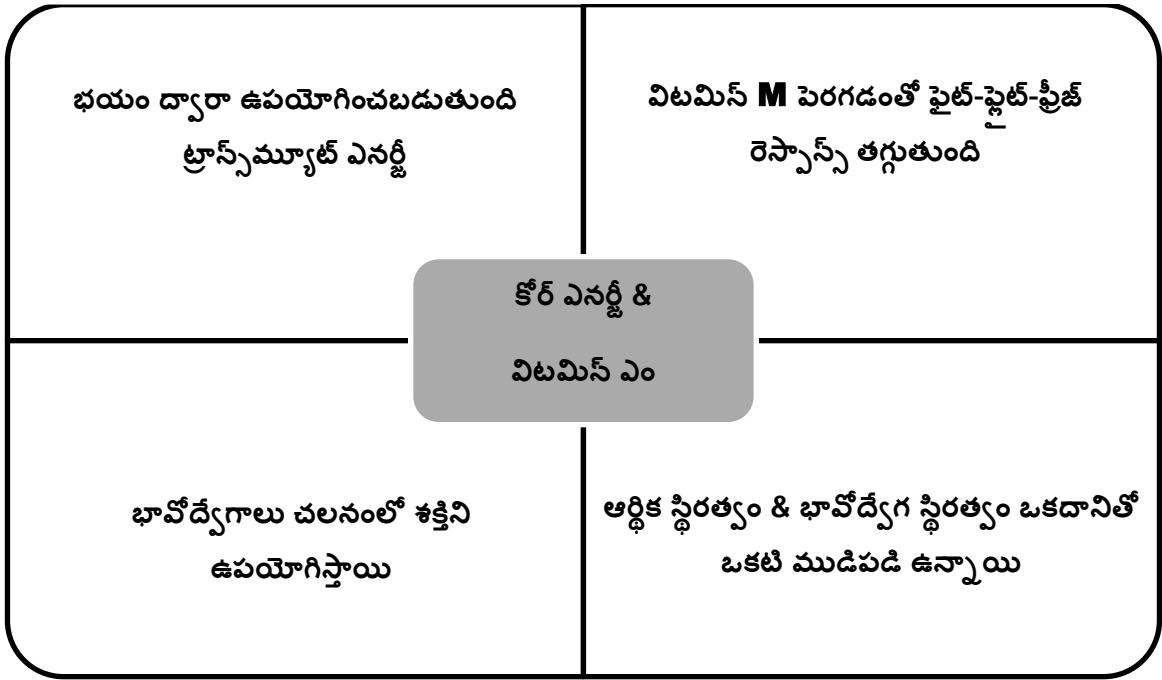 భయం ద్వారా ఉపయోగించబడుతుంది
ట్రాన్స్‌మ్యూట్ ఎనర్జీ
విటమిన్ M పెరగడంతో ఫైట్-ఫ్లైట్-ఫ్రీజ్
రెస్పాన్స్ తగ్గుతుంది
కోర్ ఎనర్జీ &
విటమిన్ ఎం
భావోద్వేగాలు చలనంలో శక్తిని
ఉపయోగిస్తాయి
ఆర్థిక స్థిరత్వం & భావోద్వేగ స్థిరత్వం ఒకదానితో
ఒకటి ముడిపడి ఉన్నాయి